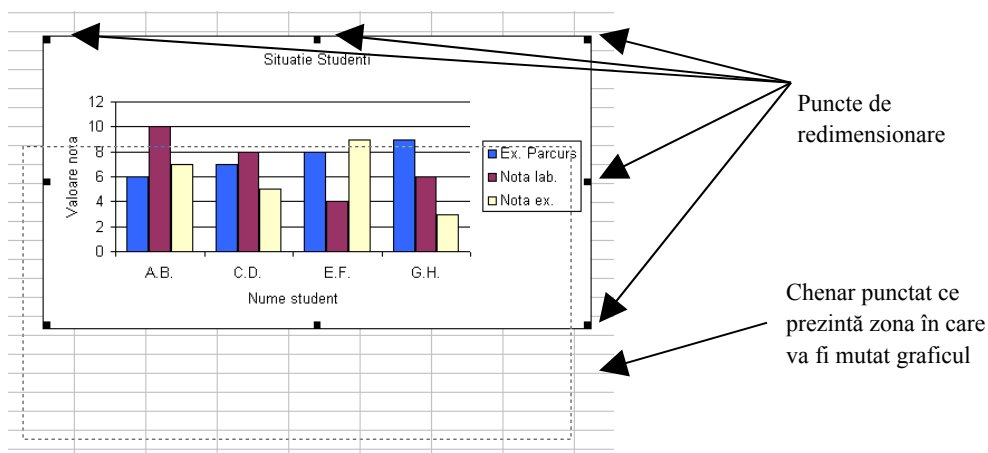 Situatie Studenti
12
10
8
6
4
2
0
Valoare nota
A.B.
C.D.
E.F.
G.H.
Nume student
Ex. Parcurs
Nota lab.
Nota ex.
Puncte de
redimensionare
Chenar punctat ce
prezintă zona în care
va fi mutat graficul